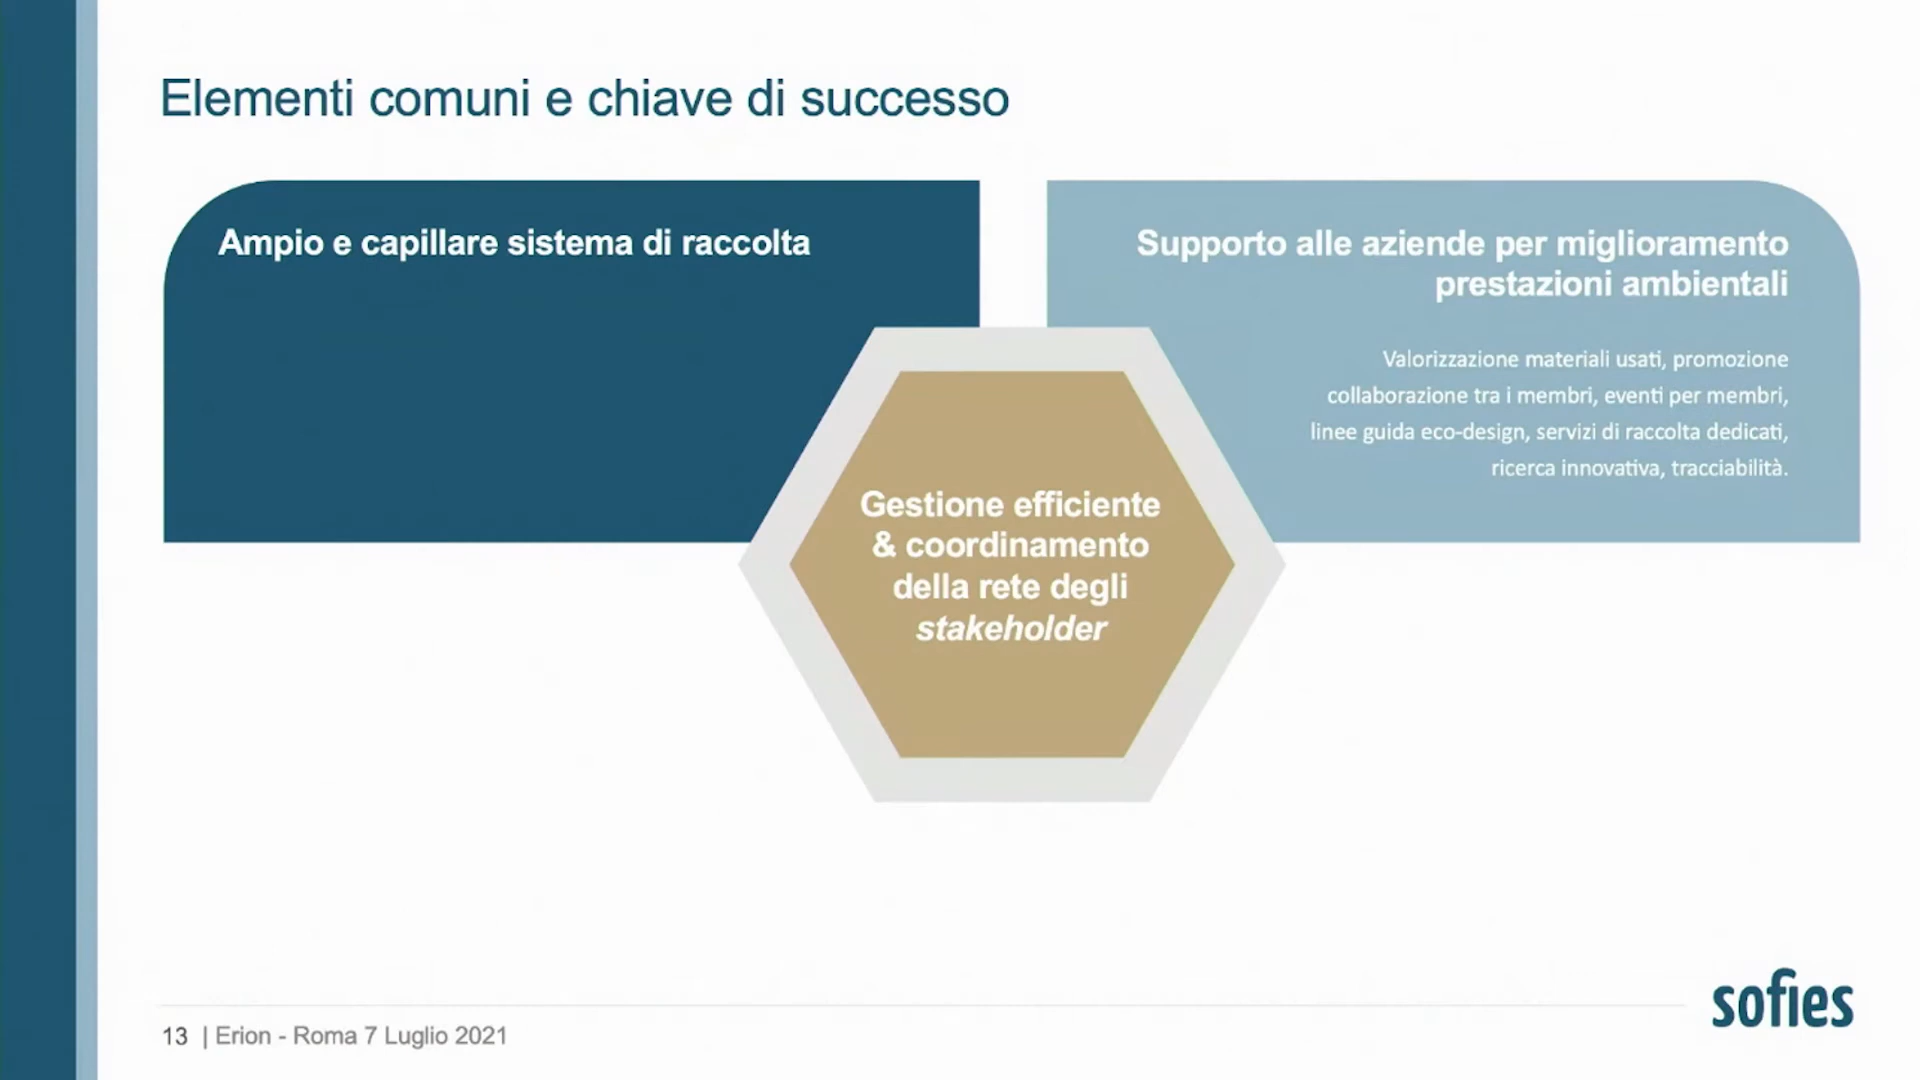 Elementi comuni e chiave di successo
Ampio e capillare sistema di raccolta
Supporto alle aziende per miglioramento
prestazioni ambientali
Valorizzazione materiali usati, promozione
collaborazione tra i membri, eventi per membri,
linee guida eco-design, servizi di raccolta dedicati,
ricerca innovativa, tracciabilità.
Gestione efficiente
& coordinamento
della rete degli
stakeholder
13 | Erion - Roma 7 Luglio 2021
sofies